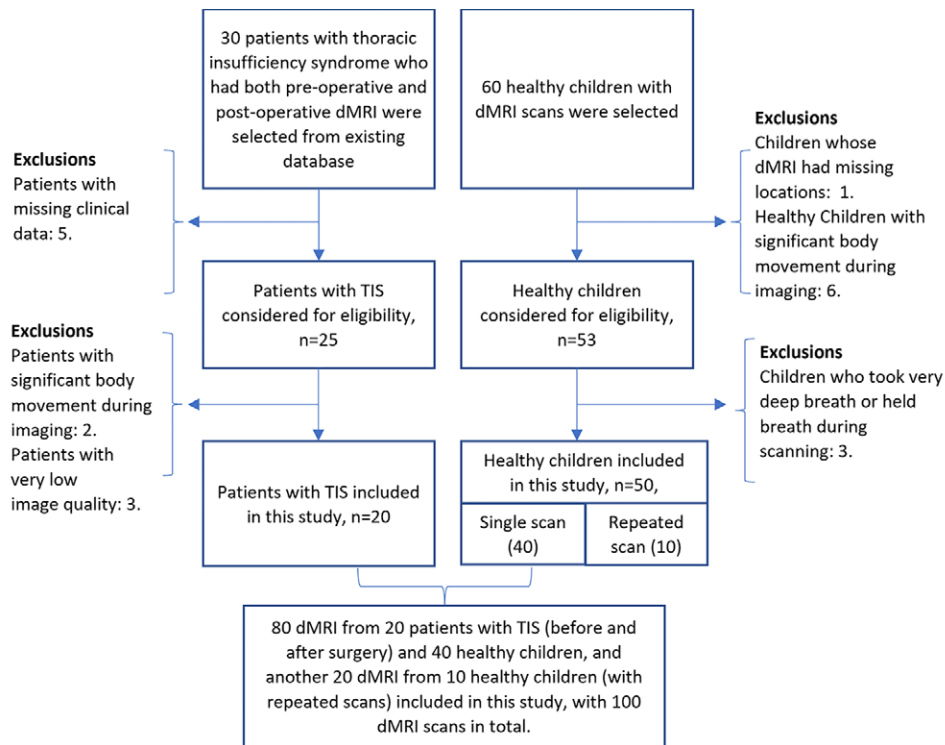 30 patients with thoracic
insufficiency syndrome who
had both pre-operative and
post-operative dMRI were
selected from existing
database
60 healthy children with
dMRI scans were selected
Exclusions
Patients with
missing clinical
data: 5.
Exclusions
Children whose
dMRI had missing
locations:  1.
Healthy Children with
significant body
movement during
imaging: 6.
Patients with TIS
considered for eligibility,
n=25
Healthy children
considered for eligibility,
n=53
Exclusions
Patients with
significant body
movement during
imaging: 2.
Patients with
very low
image quality: 3.
Exclusions
Children who took very
deep breath or held
breath during
scanning: 3.
Patients with TIS included
in this study, n=20
Healthy children included
in this study, n=50,
Single scan
(40)
Repeated
scan (10)
80 dMRI from 20 patients with TIS (before and
after surgery) and 40 healthy children, and
another 20 dMRI from 10 healthy children (with
repeated scans) included in this study, with 100
dMRI scans in total.